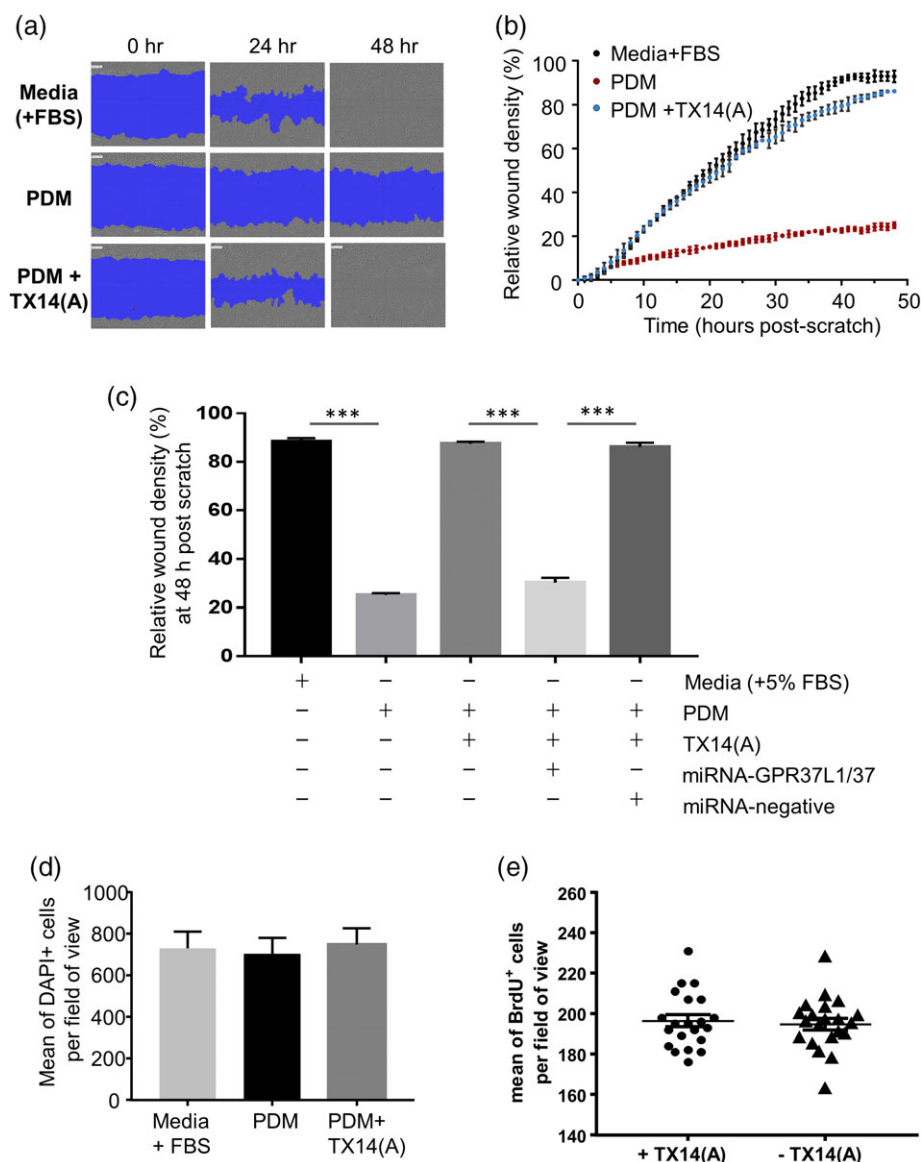 (a)
0 hr 24 hr 48 hr
Media
(+FBS)
PDM
PDM +
TX14(A)
(b)
Relative wound density (%)
100
80
60
40
20
0
0 10 20 30 40 50
Time (hours post-scratch)
Media+FBS
PDM
PDM +TX14(A)
(c)
Relative wound density (%)
at 48 h post scratch
100
80
60
40
20
0
*** *** ***
+ − − − − Media (+5% FBS)
− + + + + PDM
− − + + + TX14(A)
− − − + − miRNA-GPR37L1/37
− − − − + miRNA-negative
(d)
Mean of DAPI+ cells
per field of view
1000
800
600
400
200
0
Media
+ FBS
PDM
PDM+
TX14(A)
(e)
mean of BrdU⁺ cells
per field of view
260
240
220
200
180
160
140
+ TX14(A) - TX14(A)